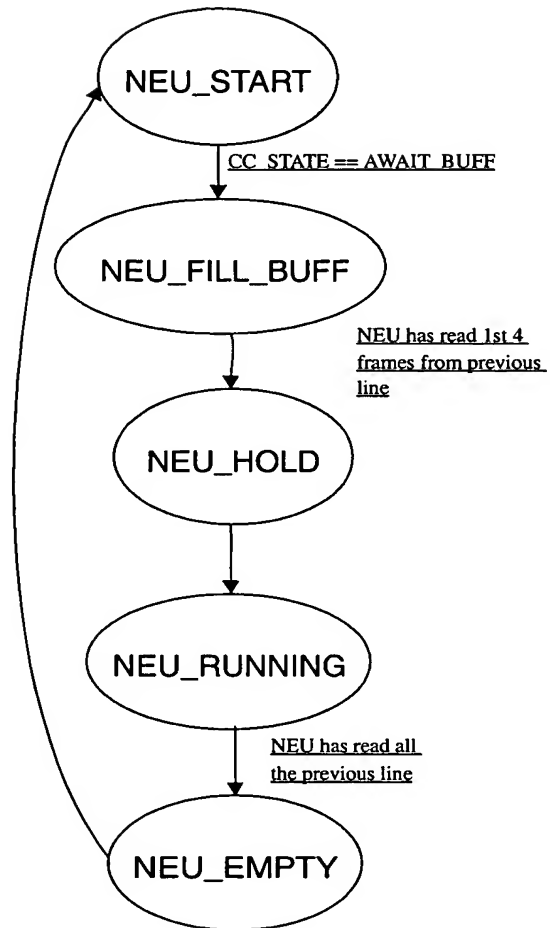 NEU_START
CC_STATE == AWAIT_BUFF
NEU_FILL_BUFF
NEU has read 1st 4
frames from previous
line
NEU_HOLD
NEU_RUNNING
NEU has read all
the previous line
NEU_EMPTY